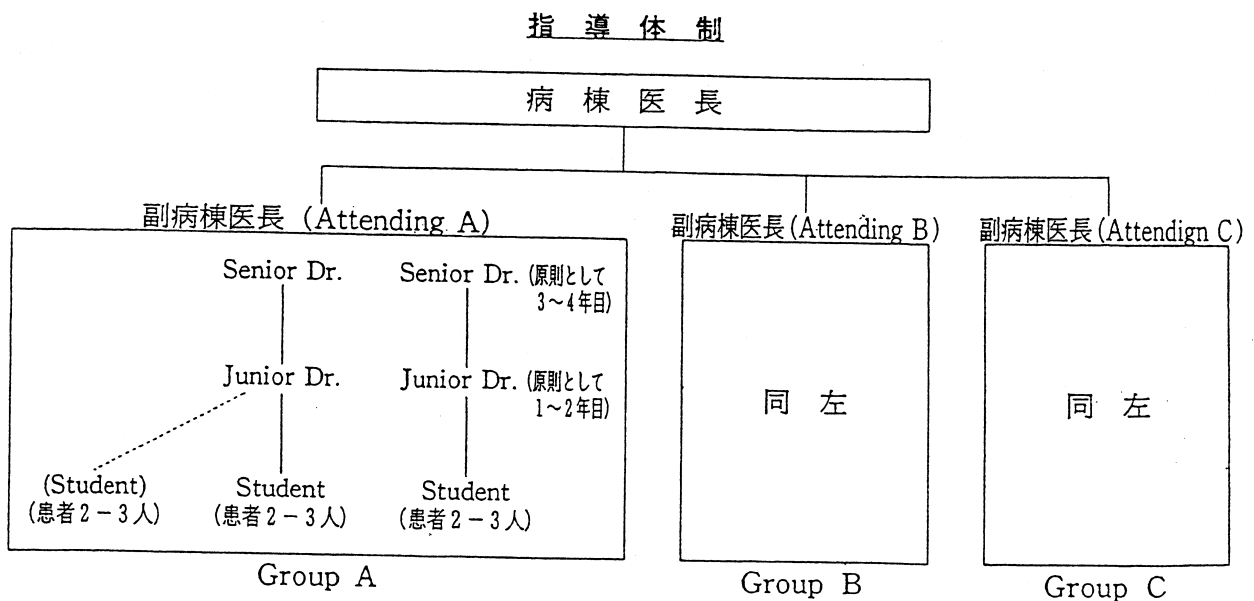 指導体制
病棟医長
副病棟医長 (Attending A)
副病棟医長 (Attending B)
副病棟医長 (Attendign C)
Senior Dr.
Senior Dr. (原則として
3～4年目)
Junior Dr.
Junior Dr. (原則として
1～2年目)
(Student)
(患者2－3人)
Student
(患者2－3人)
Student
(患者2－3人)
同左
同左
Group A
Group B
Group C